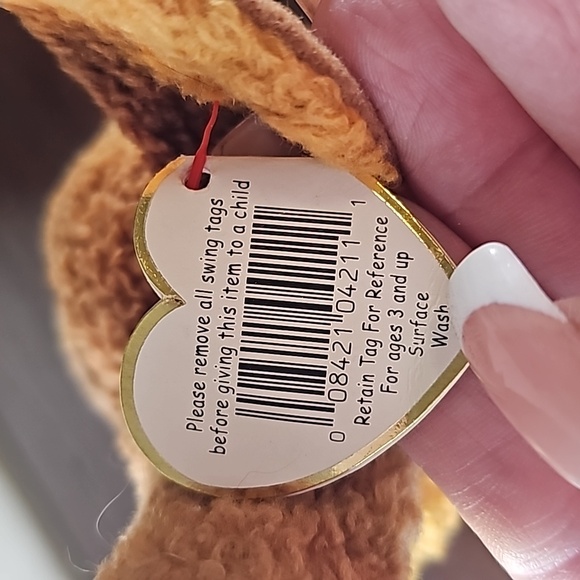 Please remove all swing tags
before giving this item to a child
0 08421 04211 1
Retain Tag For Reference
For ages 3 and up
Surface
Wash